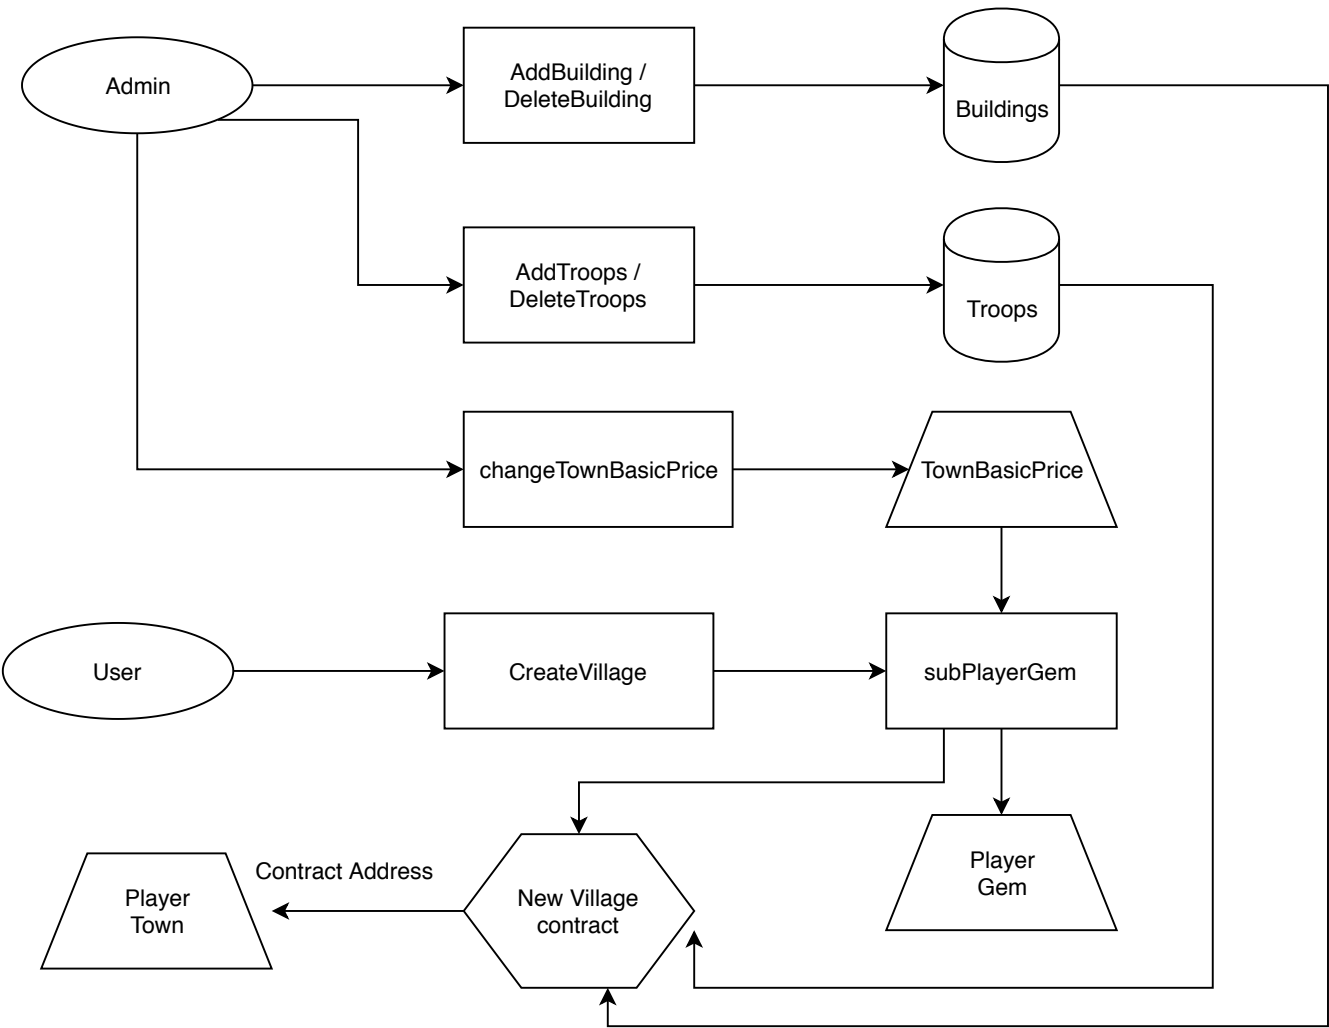 Admin
AddBuilding /
DeleteBuilding
Buildings
AddTroops /
DeleteTroops
Troops
changeTownBasicPrice
TownBasicPrice
User
CreateVillage
subPlayerGem
Player
Town
Contract Address
New Village
contract
Player
Gem